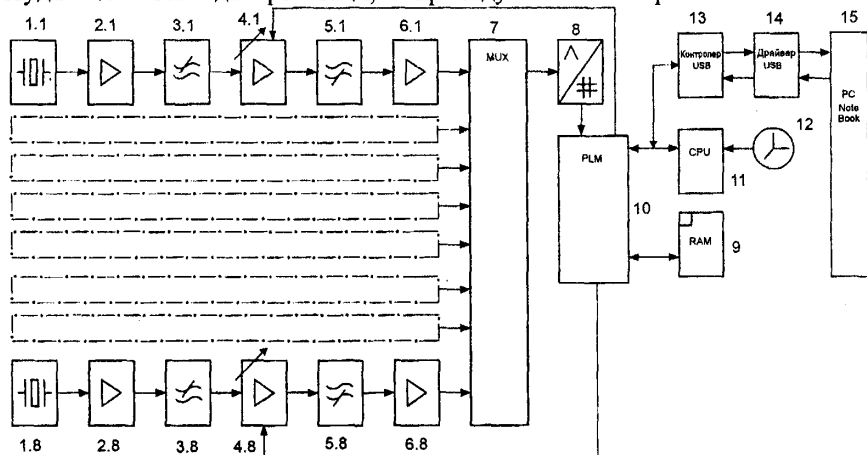 1.1 2.1 3.1 4.1 5.1 6.1 7 8 13 14 15
MUX
Контролер
USB
Драйвер
USB
PC
Note
Book
12
PLM
CPU
11
10
RAM
9
1.8 2.8 3.8 4.8 5.8 6.8